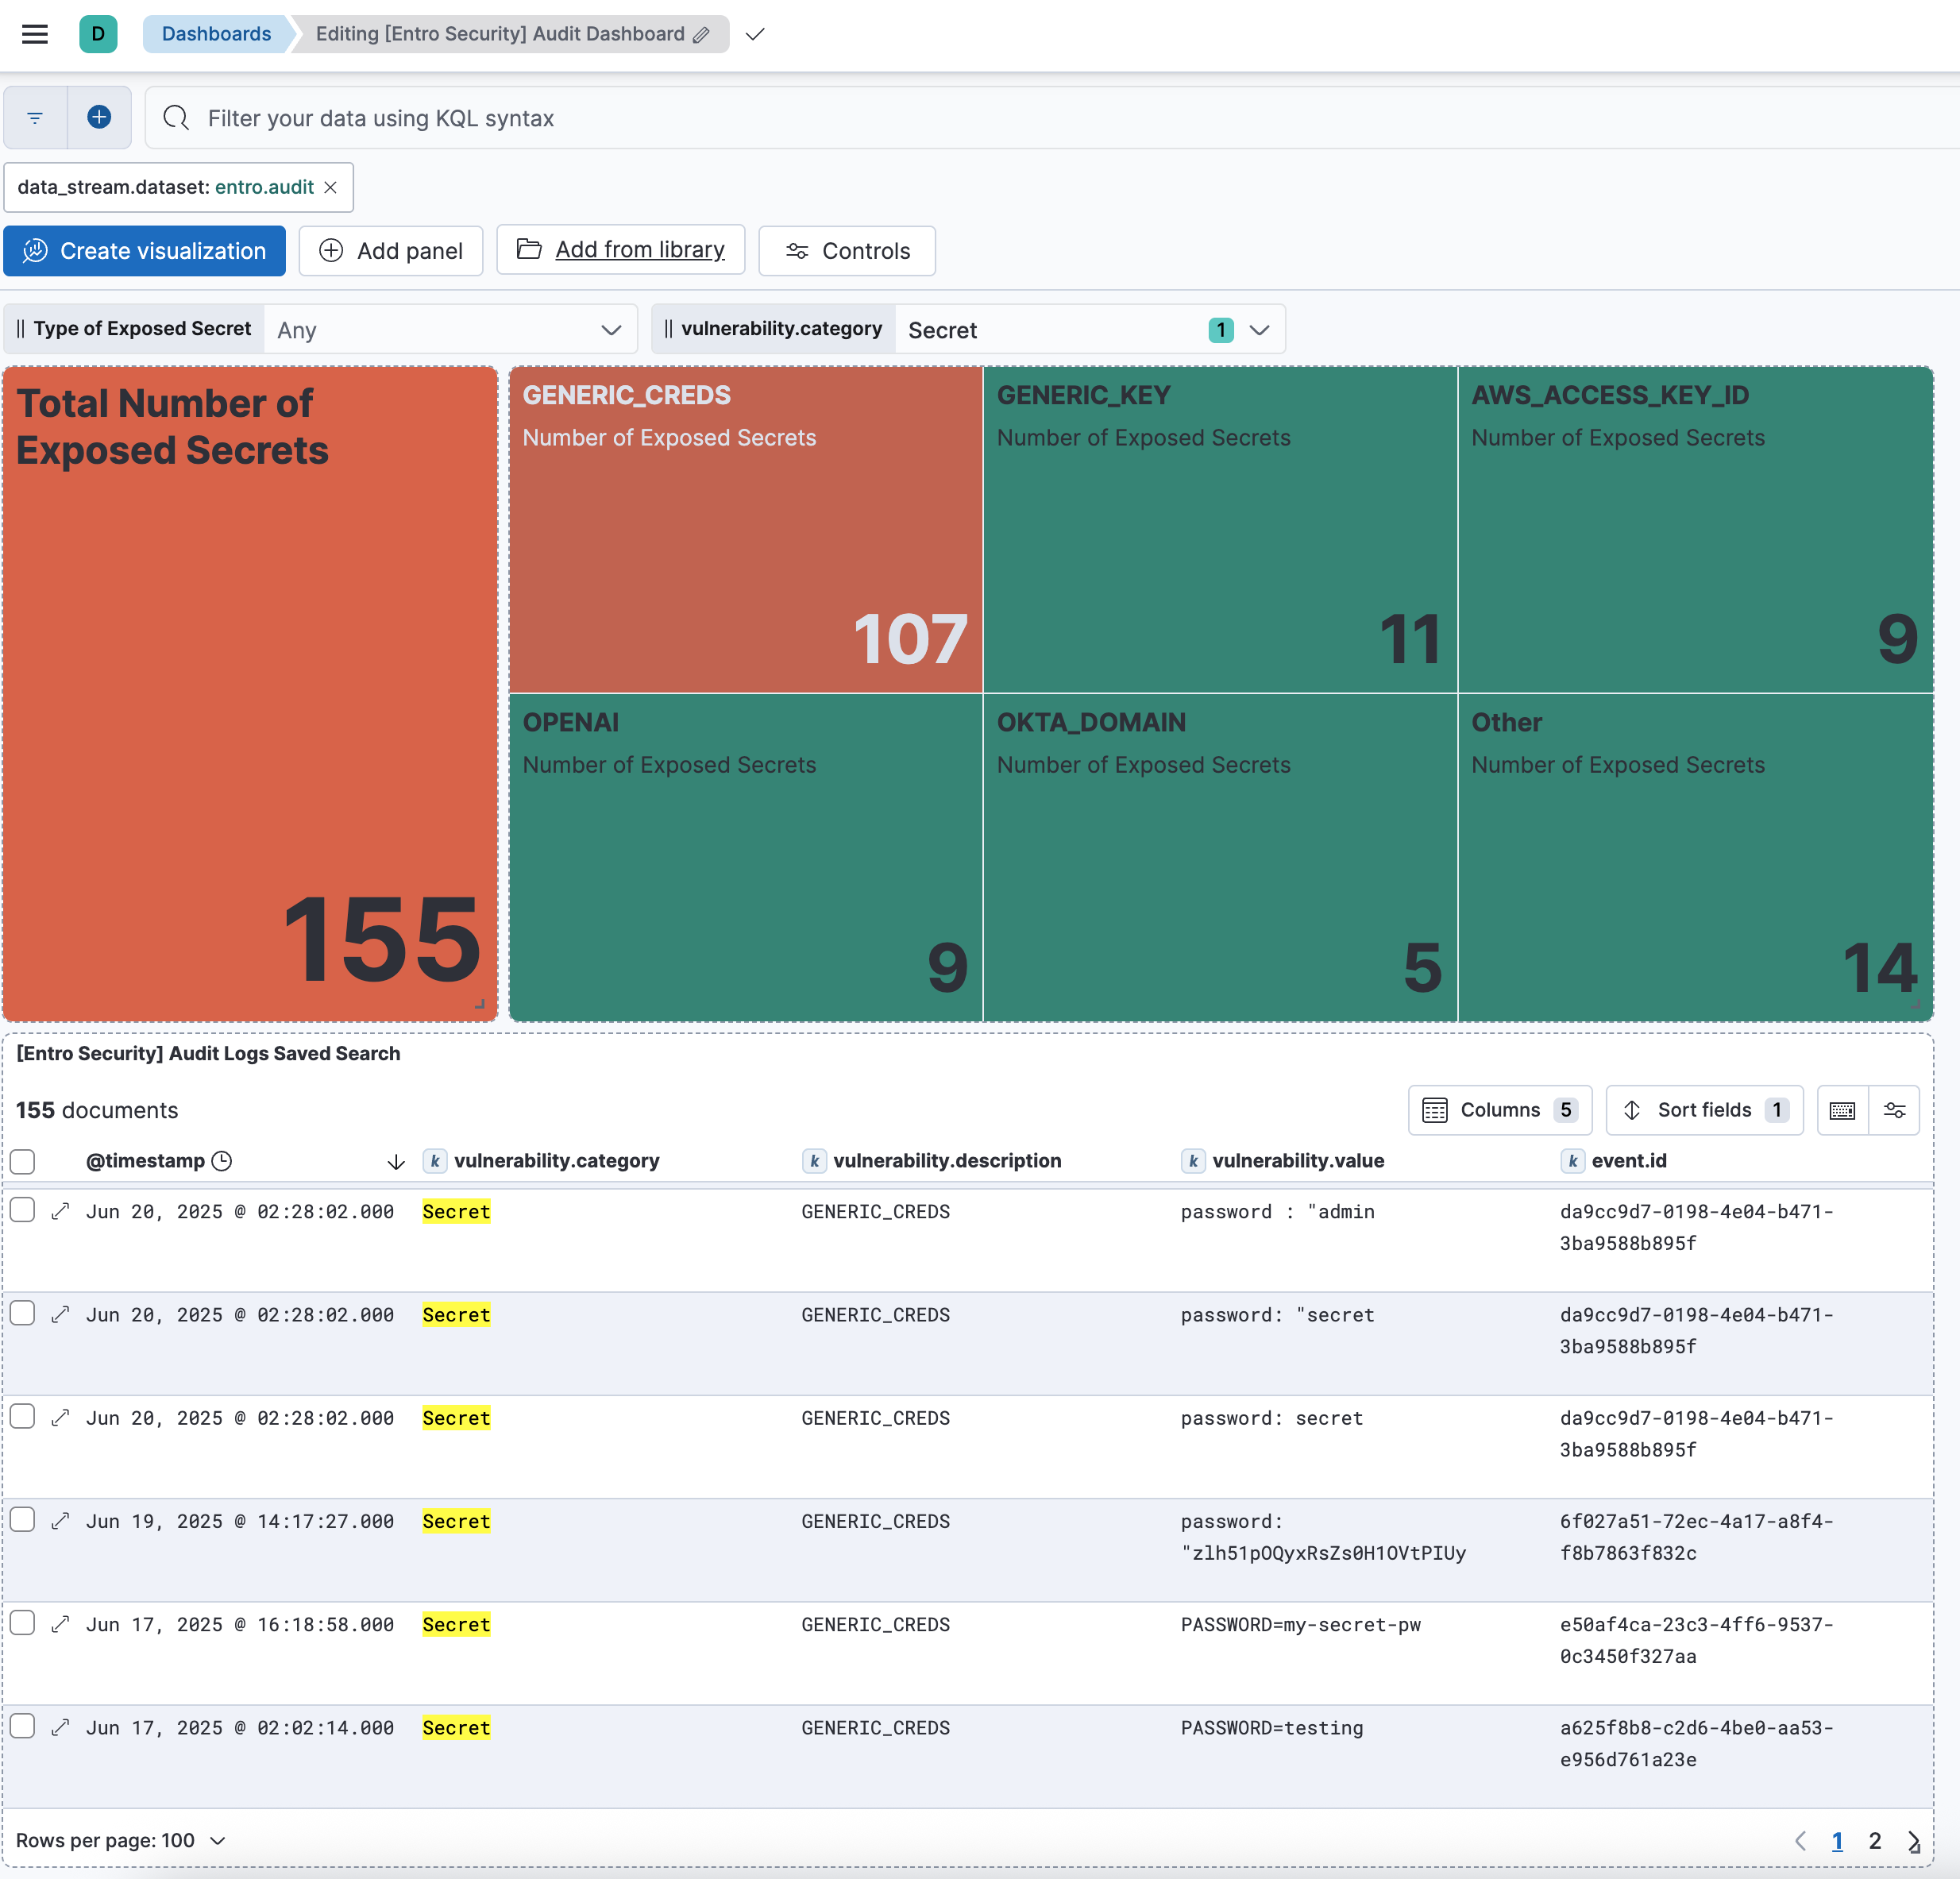 D
Dashboards
Editing [Entro Security] Audit Dashboard
Filter your data using KQL syntax
data_stream.dataset: entro.audit
Create visualization
Add panel
Add from library
Controls
Type of Exposed Secret
Any
vulnerability.category
Secret
1
Total Number of
Exposed Secrets
155
GENERIC_CREDS
Number of Exposed Secrets
107
GENERIC_KEY
Number of Exposed Secrets
11
AWS_ACCESS_KEY_ID
Number of Exposed Secrets
9
OPENAI
Number of Exposed Secrets
9
OKTA_DOMAIN
Number of Exposed Secrets
5
Other
Number of Exposed Secrets
14
[Entro Security] Audit Logs Saved Search
155 documents
Columns 5
Sort fields 1
@timestamp
k vulnerability.category
k vulnerability.description
k vulnerability.value
k event.id
Jun 20, 2025 @ 02:28:02.000
Secret
GENERIC_CREDS
password : "admin
da9cc9d7-0198-4e04-b471-
3ba9588b895f
Jun 20, 2025 @ 02:28:02.000
Secret
GENERIC_CREDS
password: "secret
da9cc9d7-0198-4e04-b471-
3ba9588b895f
Jun 20, 2025 @ 02:28:02.000
Secret
GENERIC_CREDS
password: secret
da9cc9d7-0198-4e04-b471-
3ba9588b895f
Jun 19, 2025 @ 14:17:27.000
Secret
GENERIC_CREDS
password:
"zlh51pOQyxRsZs0H1OVtPIUy
6f027a51-72ec-4a17-a8f4-
f8b7863f832c
Jun 17, 2025 @ 16:18:58.000
Secret
GENERIC_CREDS
PASSWORD=my-secret-pw
e50af4ca-23c3-4ff6-9537-
0c3450f327aa
Jun 17, 2025 @ 02:02:14.000
Secret
GENERIC_CREDS
PASSWORD=testing
a625f8b8-c2d6-4be0-aa53-
e956d761a23e
Rows per page: 100
1
2